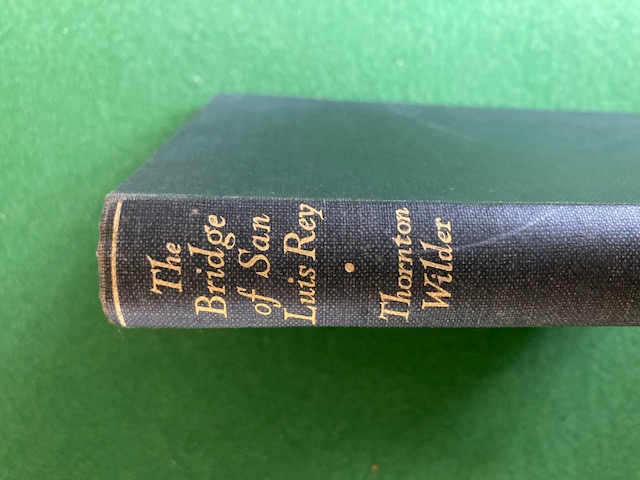 The
Bridge
of San
Luis Rey
•
Thornton
Wilder